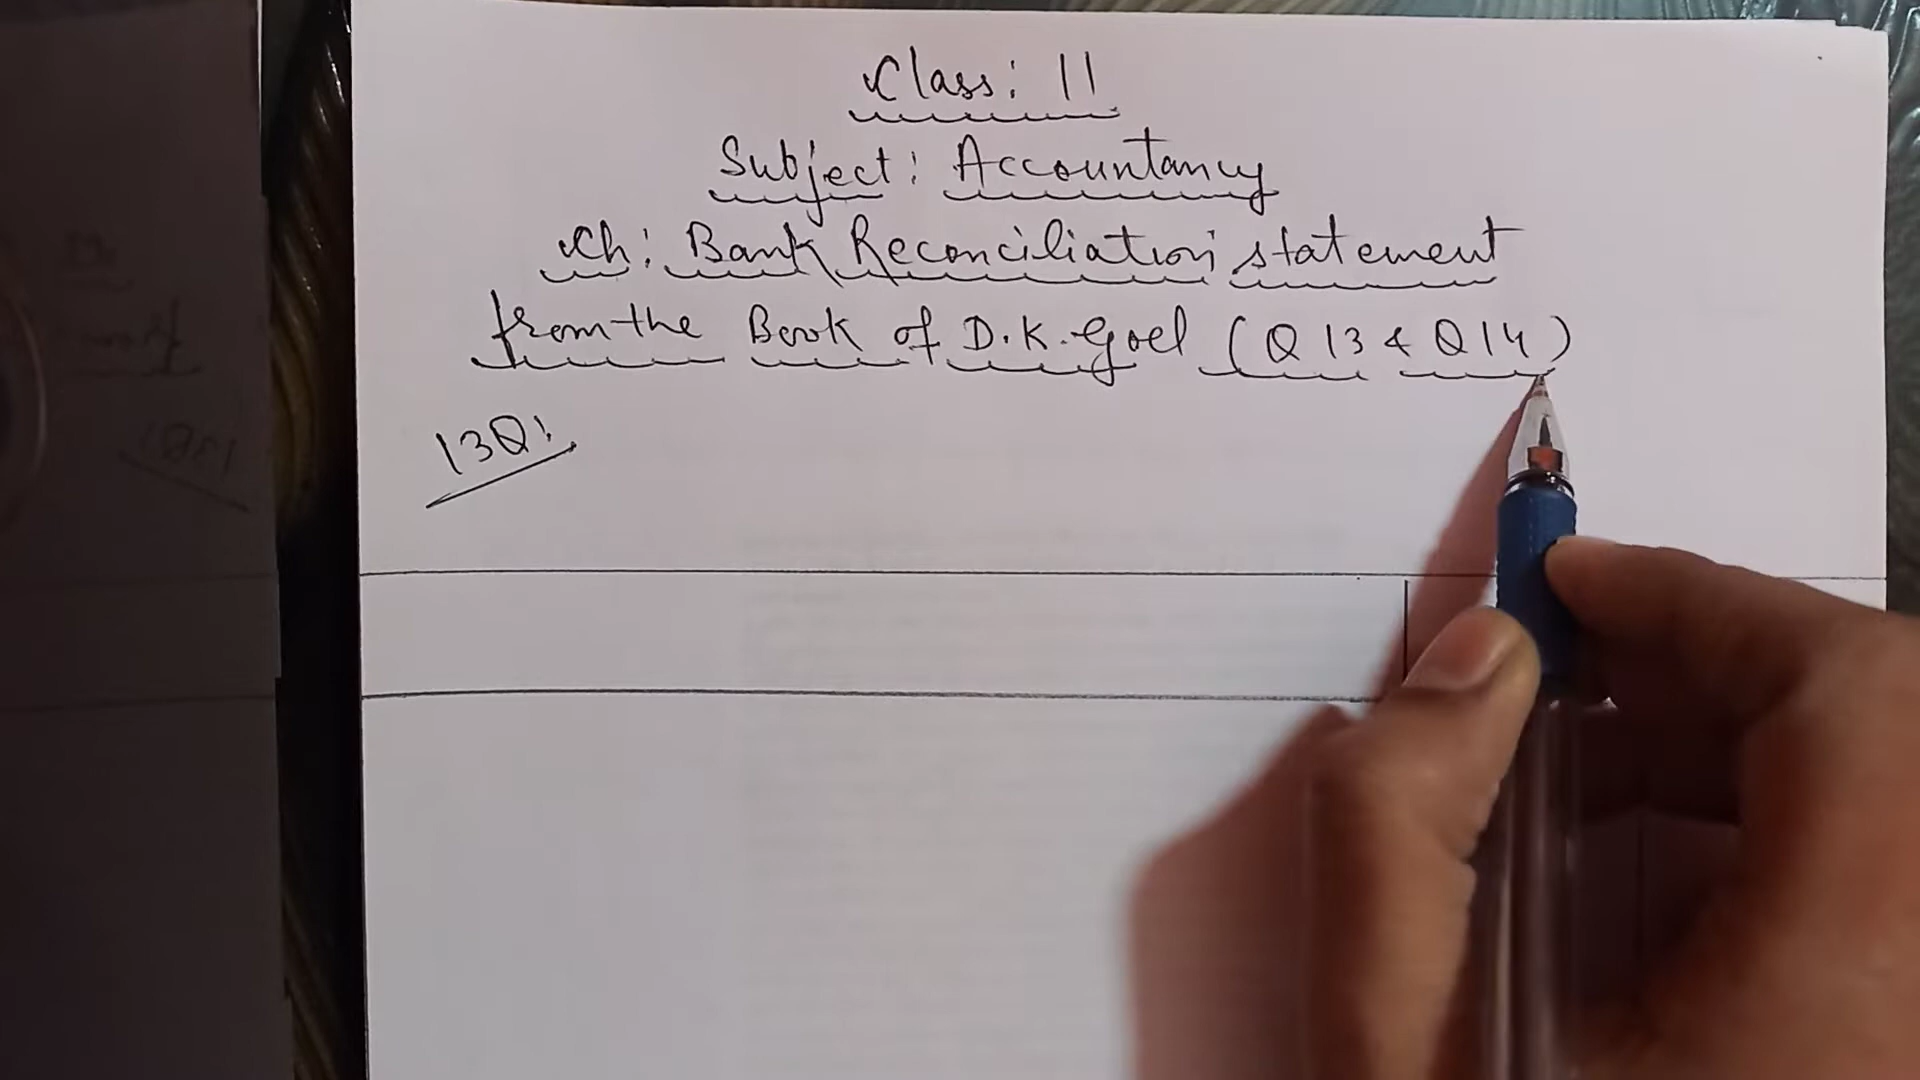 Class: 11
Subject: Accountancy
Ch: Bank Reconciliation statement
from the Book of D.K. Goel (Q 13 & Q 14)
13Q: